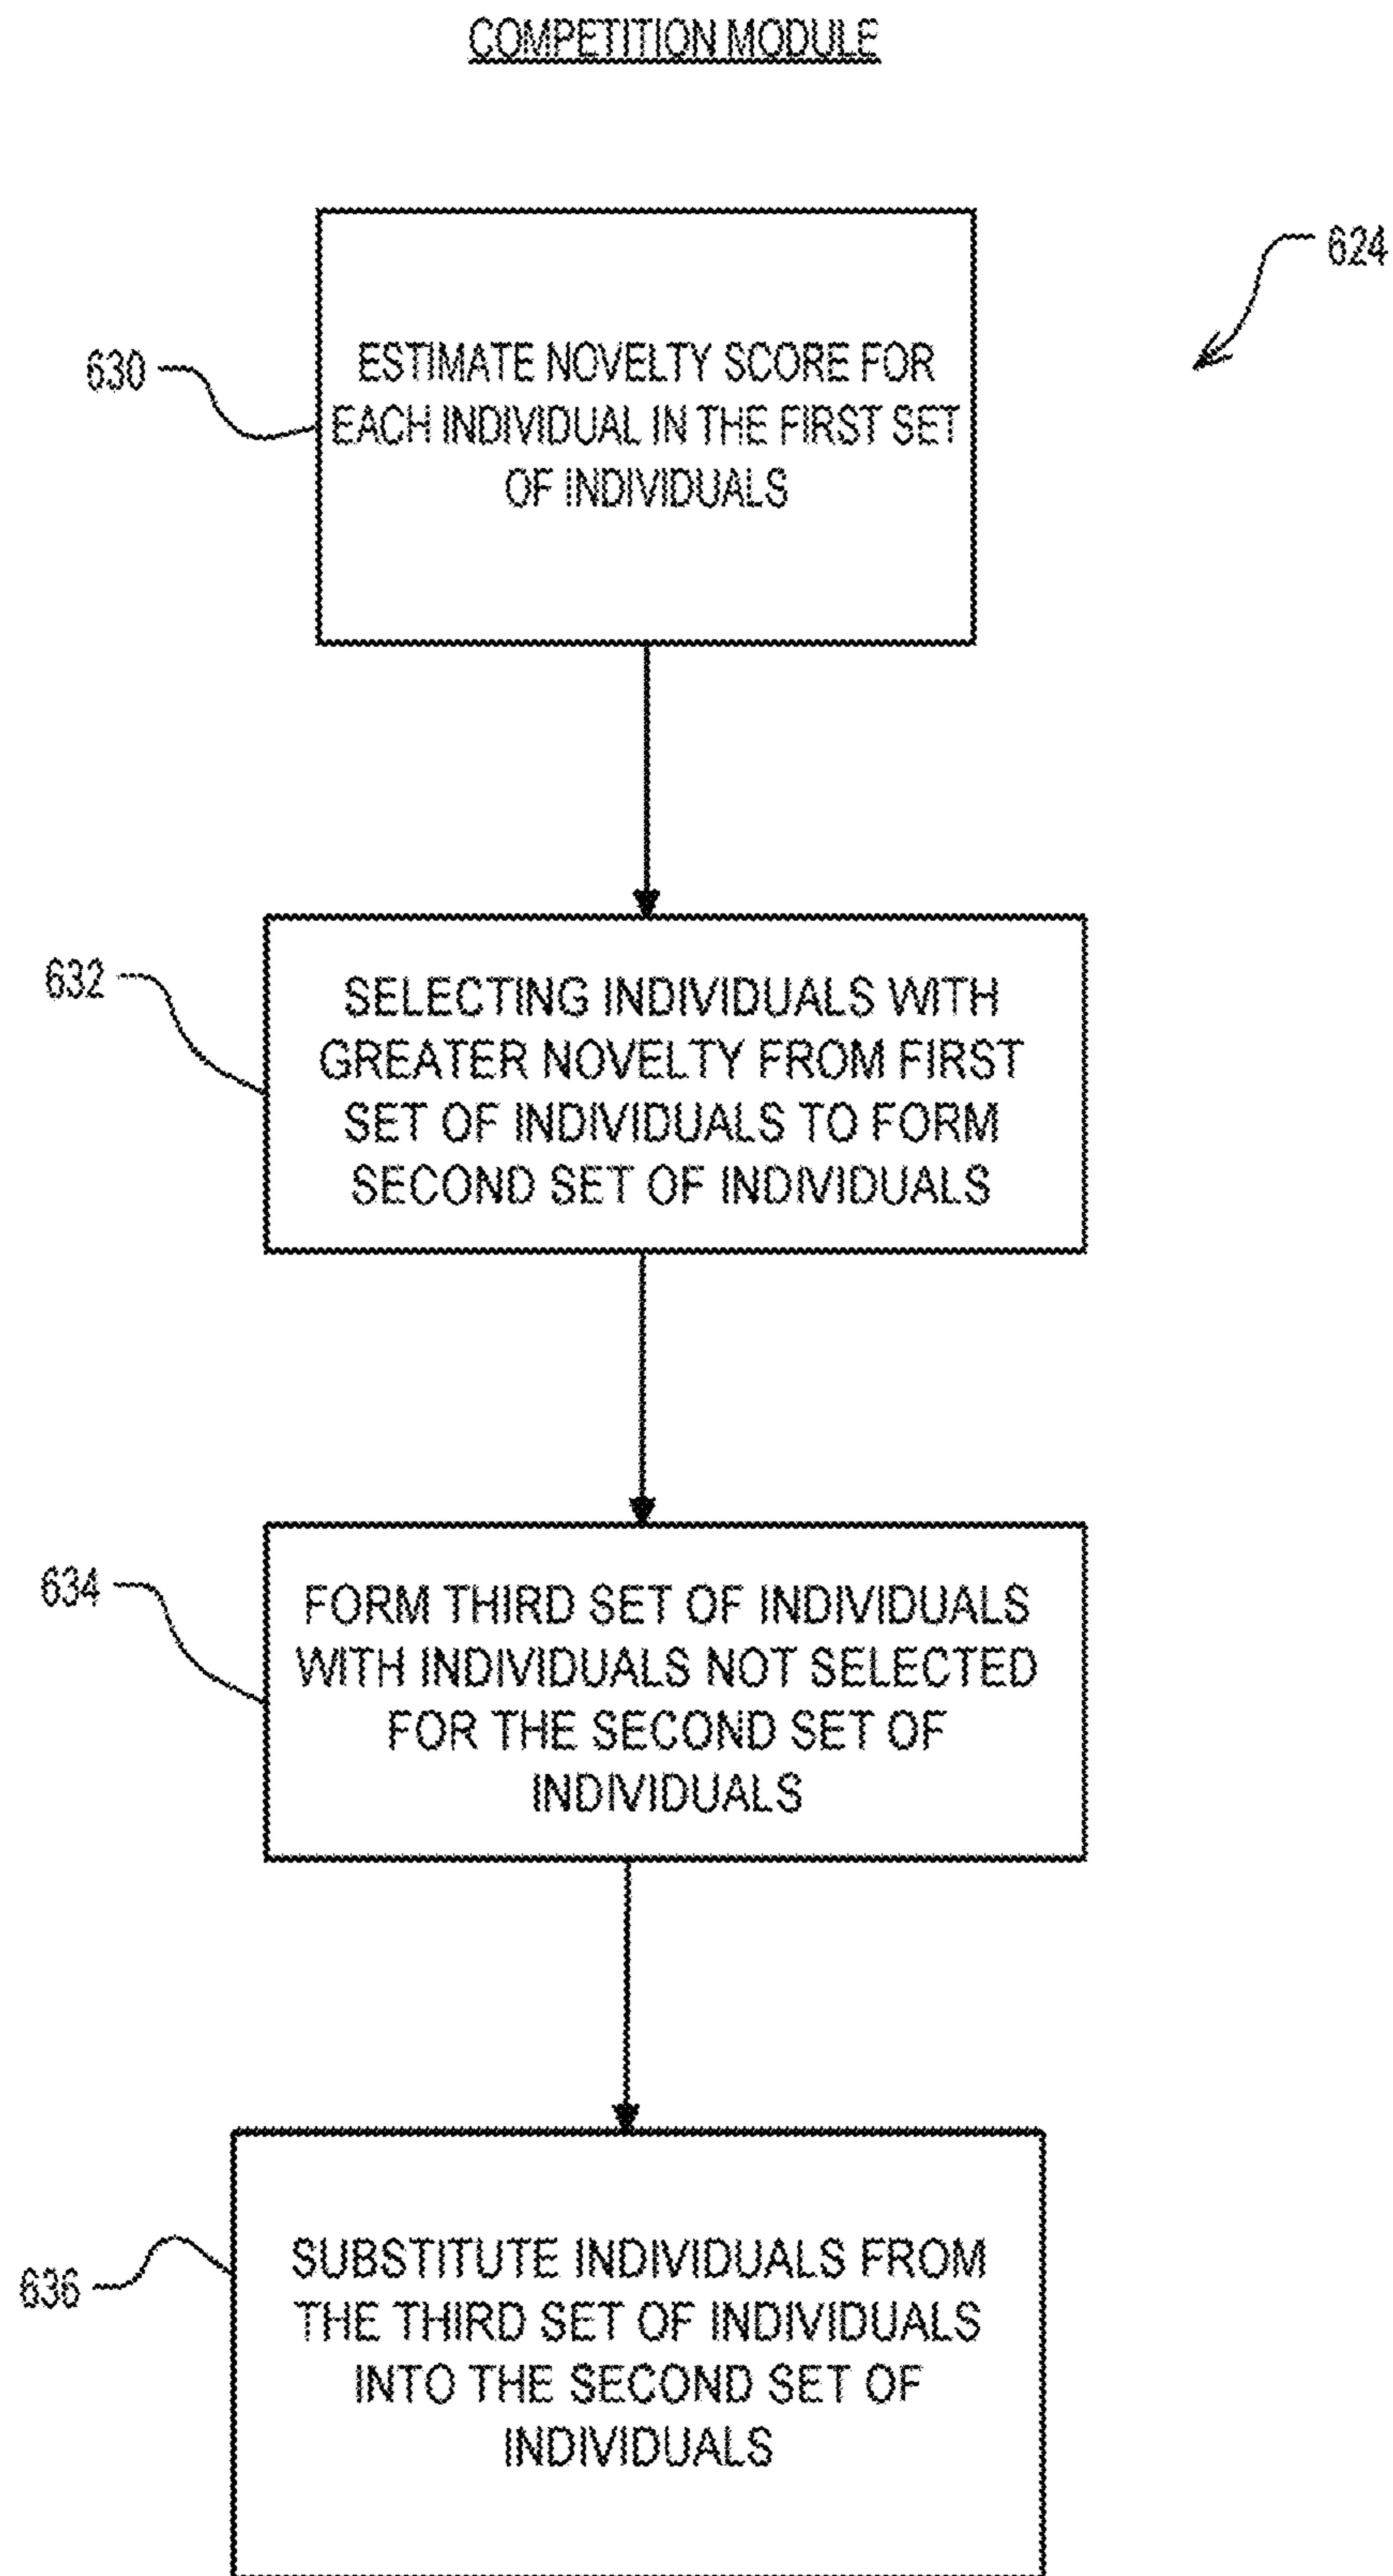 COMPETITION MODULE
624
630
ESTIMATE NOVELTY SCORE FOR
EACH INDIVIDUAL IN THE FIRST SET
OF INDIVIDUALS
632
SELECTING INDIVIDUALS WITH
GREATER NOVELTY FROM FIRST
SET OF INDIVIDUALS TO FORM
SECOND SET OF INDIVIDUALS
634
FORM THIRD SET OF INDIVIDUALS
WITH INDIVIDUALS NOT SELECTED
FOR THE SECOND SET OF
INDIVIDUALS
636
SUBSTITUTE INDIVIDUALS FROM
THE THIRD SET OF INDIVIDUALS
INTO THE SECOND SET OF
INDIVIDUALS